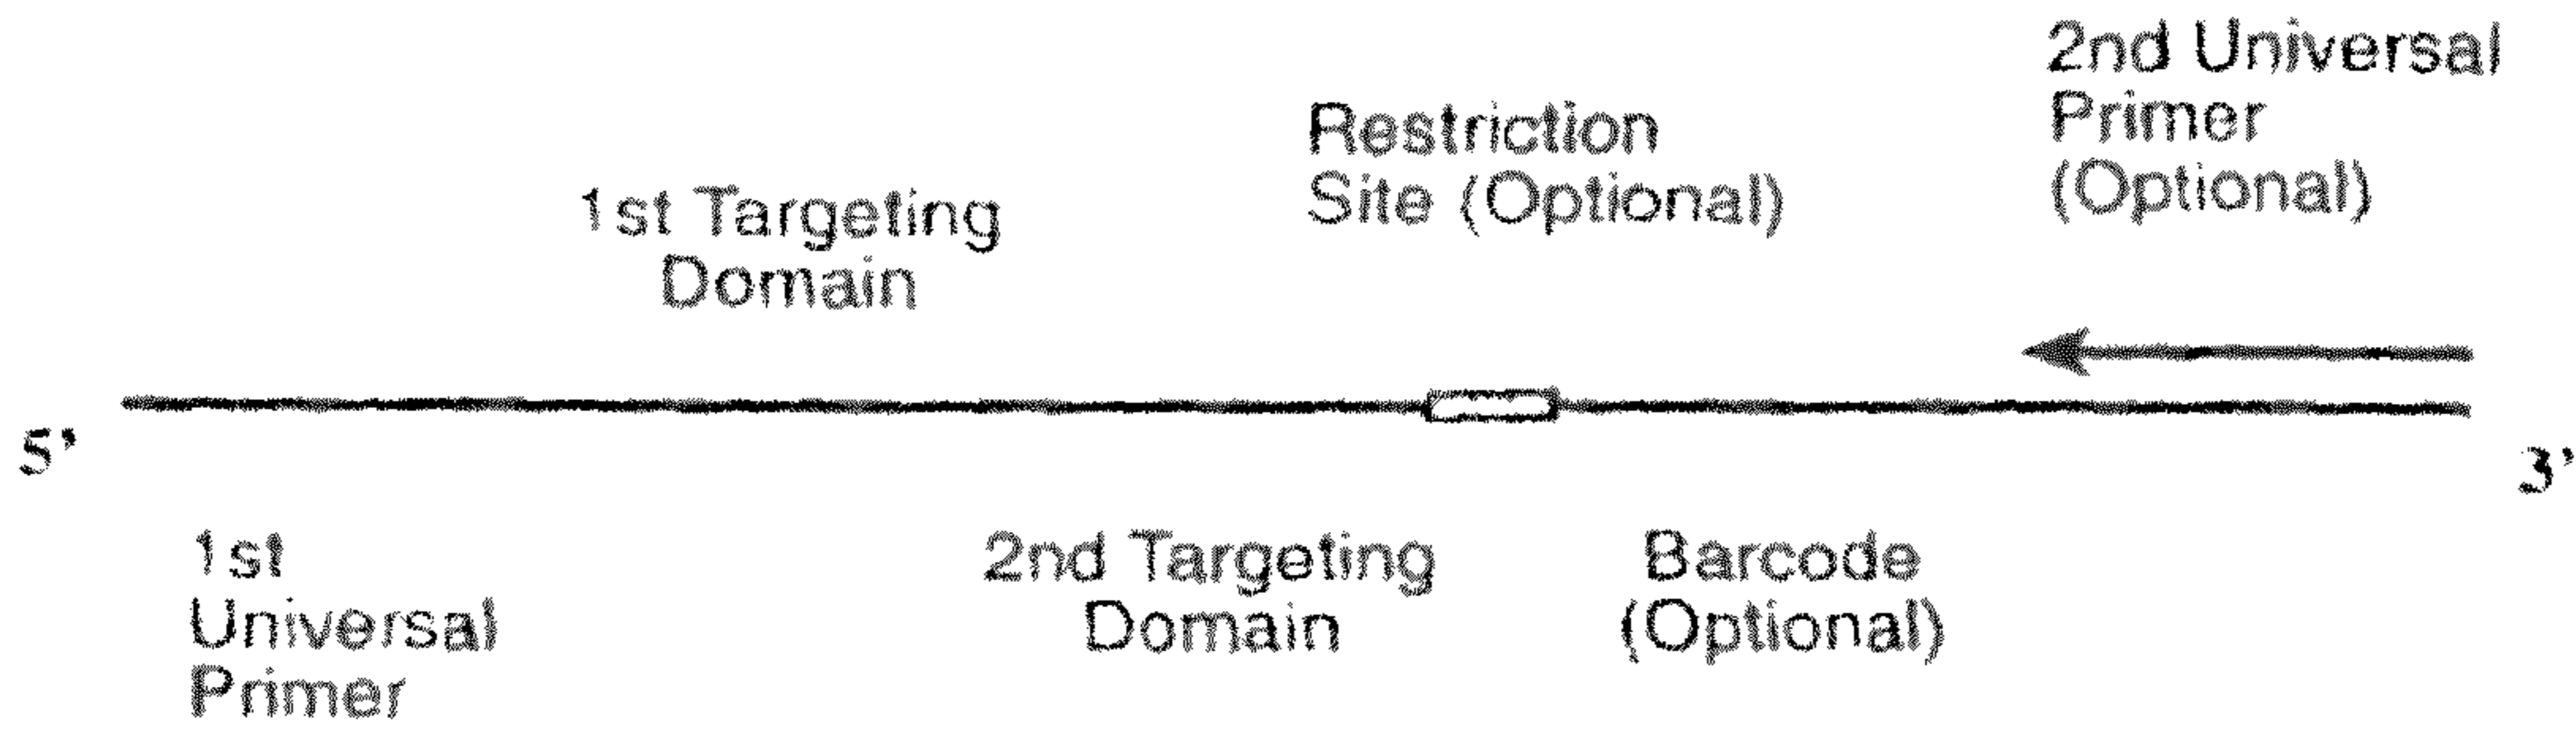 2nd Universal
Primer
(Optional)
Restriction
Site (Optional)
1st Targeting
Domain
5'
3'
1st
Universal
Primer
2nd Targeting
Domain
Barcode
(Optional)